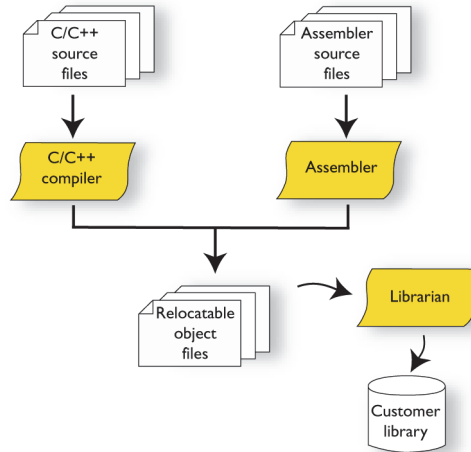 C/C++
source
files
Assembler
source
files
C/C++
compiler
Assembler
Relocatable
object
files
Librarian
Customer
library